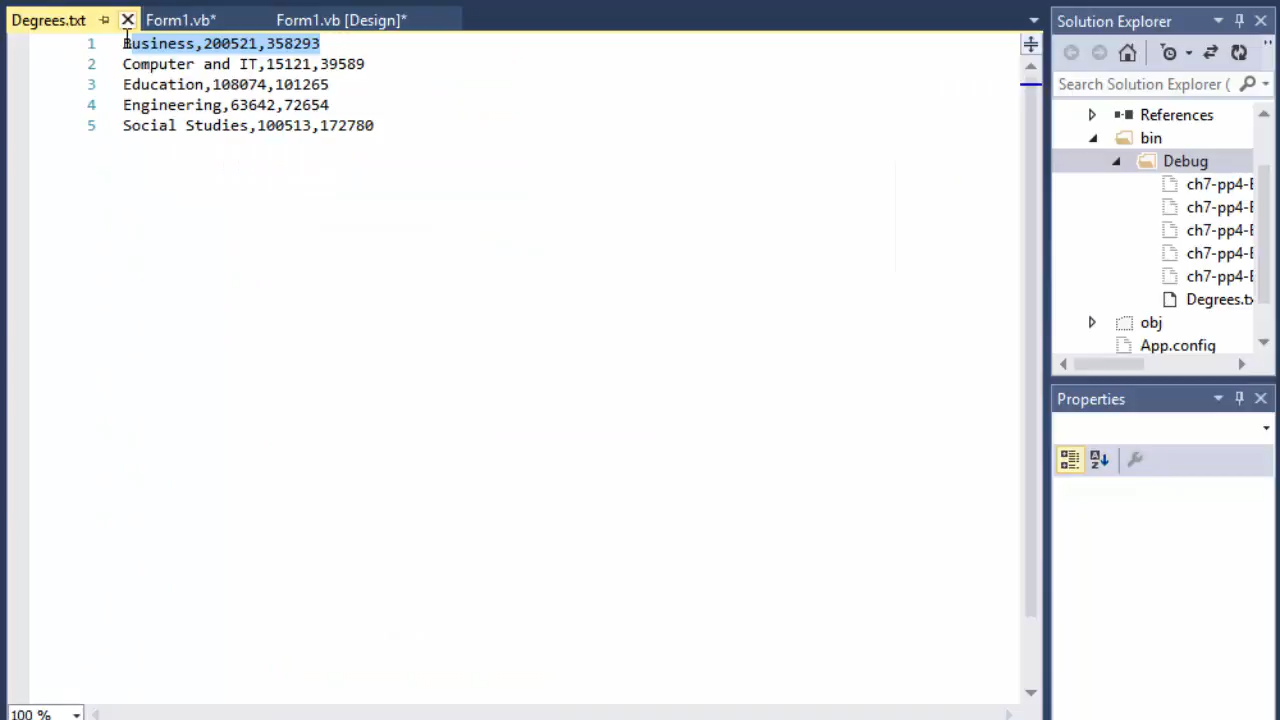 Degrees.txt
Form1.vb*
Form1.vb [Design]*
1 Business,200521,358293
2 Computer and IT,15121,39589
3 Education,108074,101265
4 Engineering,63642,72654
5 Social Studies,100513,172780
100 %
Solution Explorer
Search Solution Explorer (
References
bin
Debug
ch7-pp4-E
ch7-pp4-E
ch7-pp4-E
ch7-pp4-E
ch7-pp4-E
Degrees.tx
obj
App.config
Properties